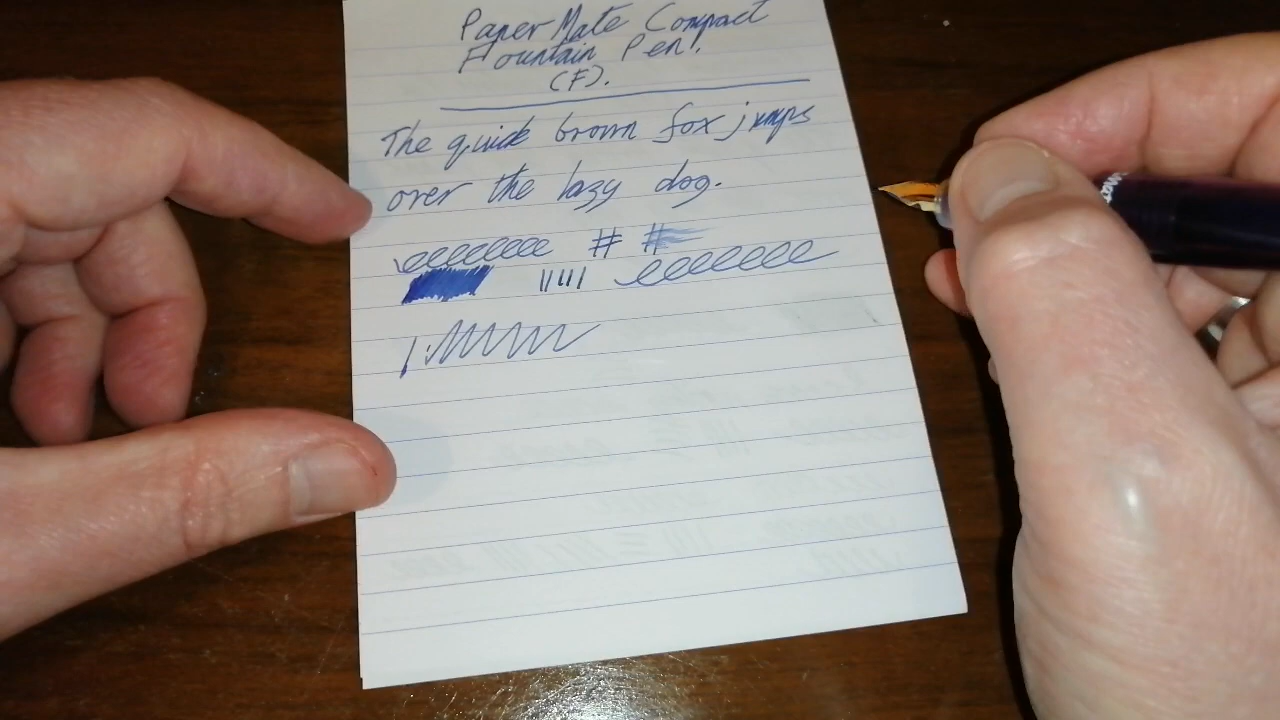 Paper Mate Compact
Fountain Pen!
(F).
The quick brown fox jumps
over the lazy dog.
# #